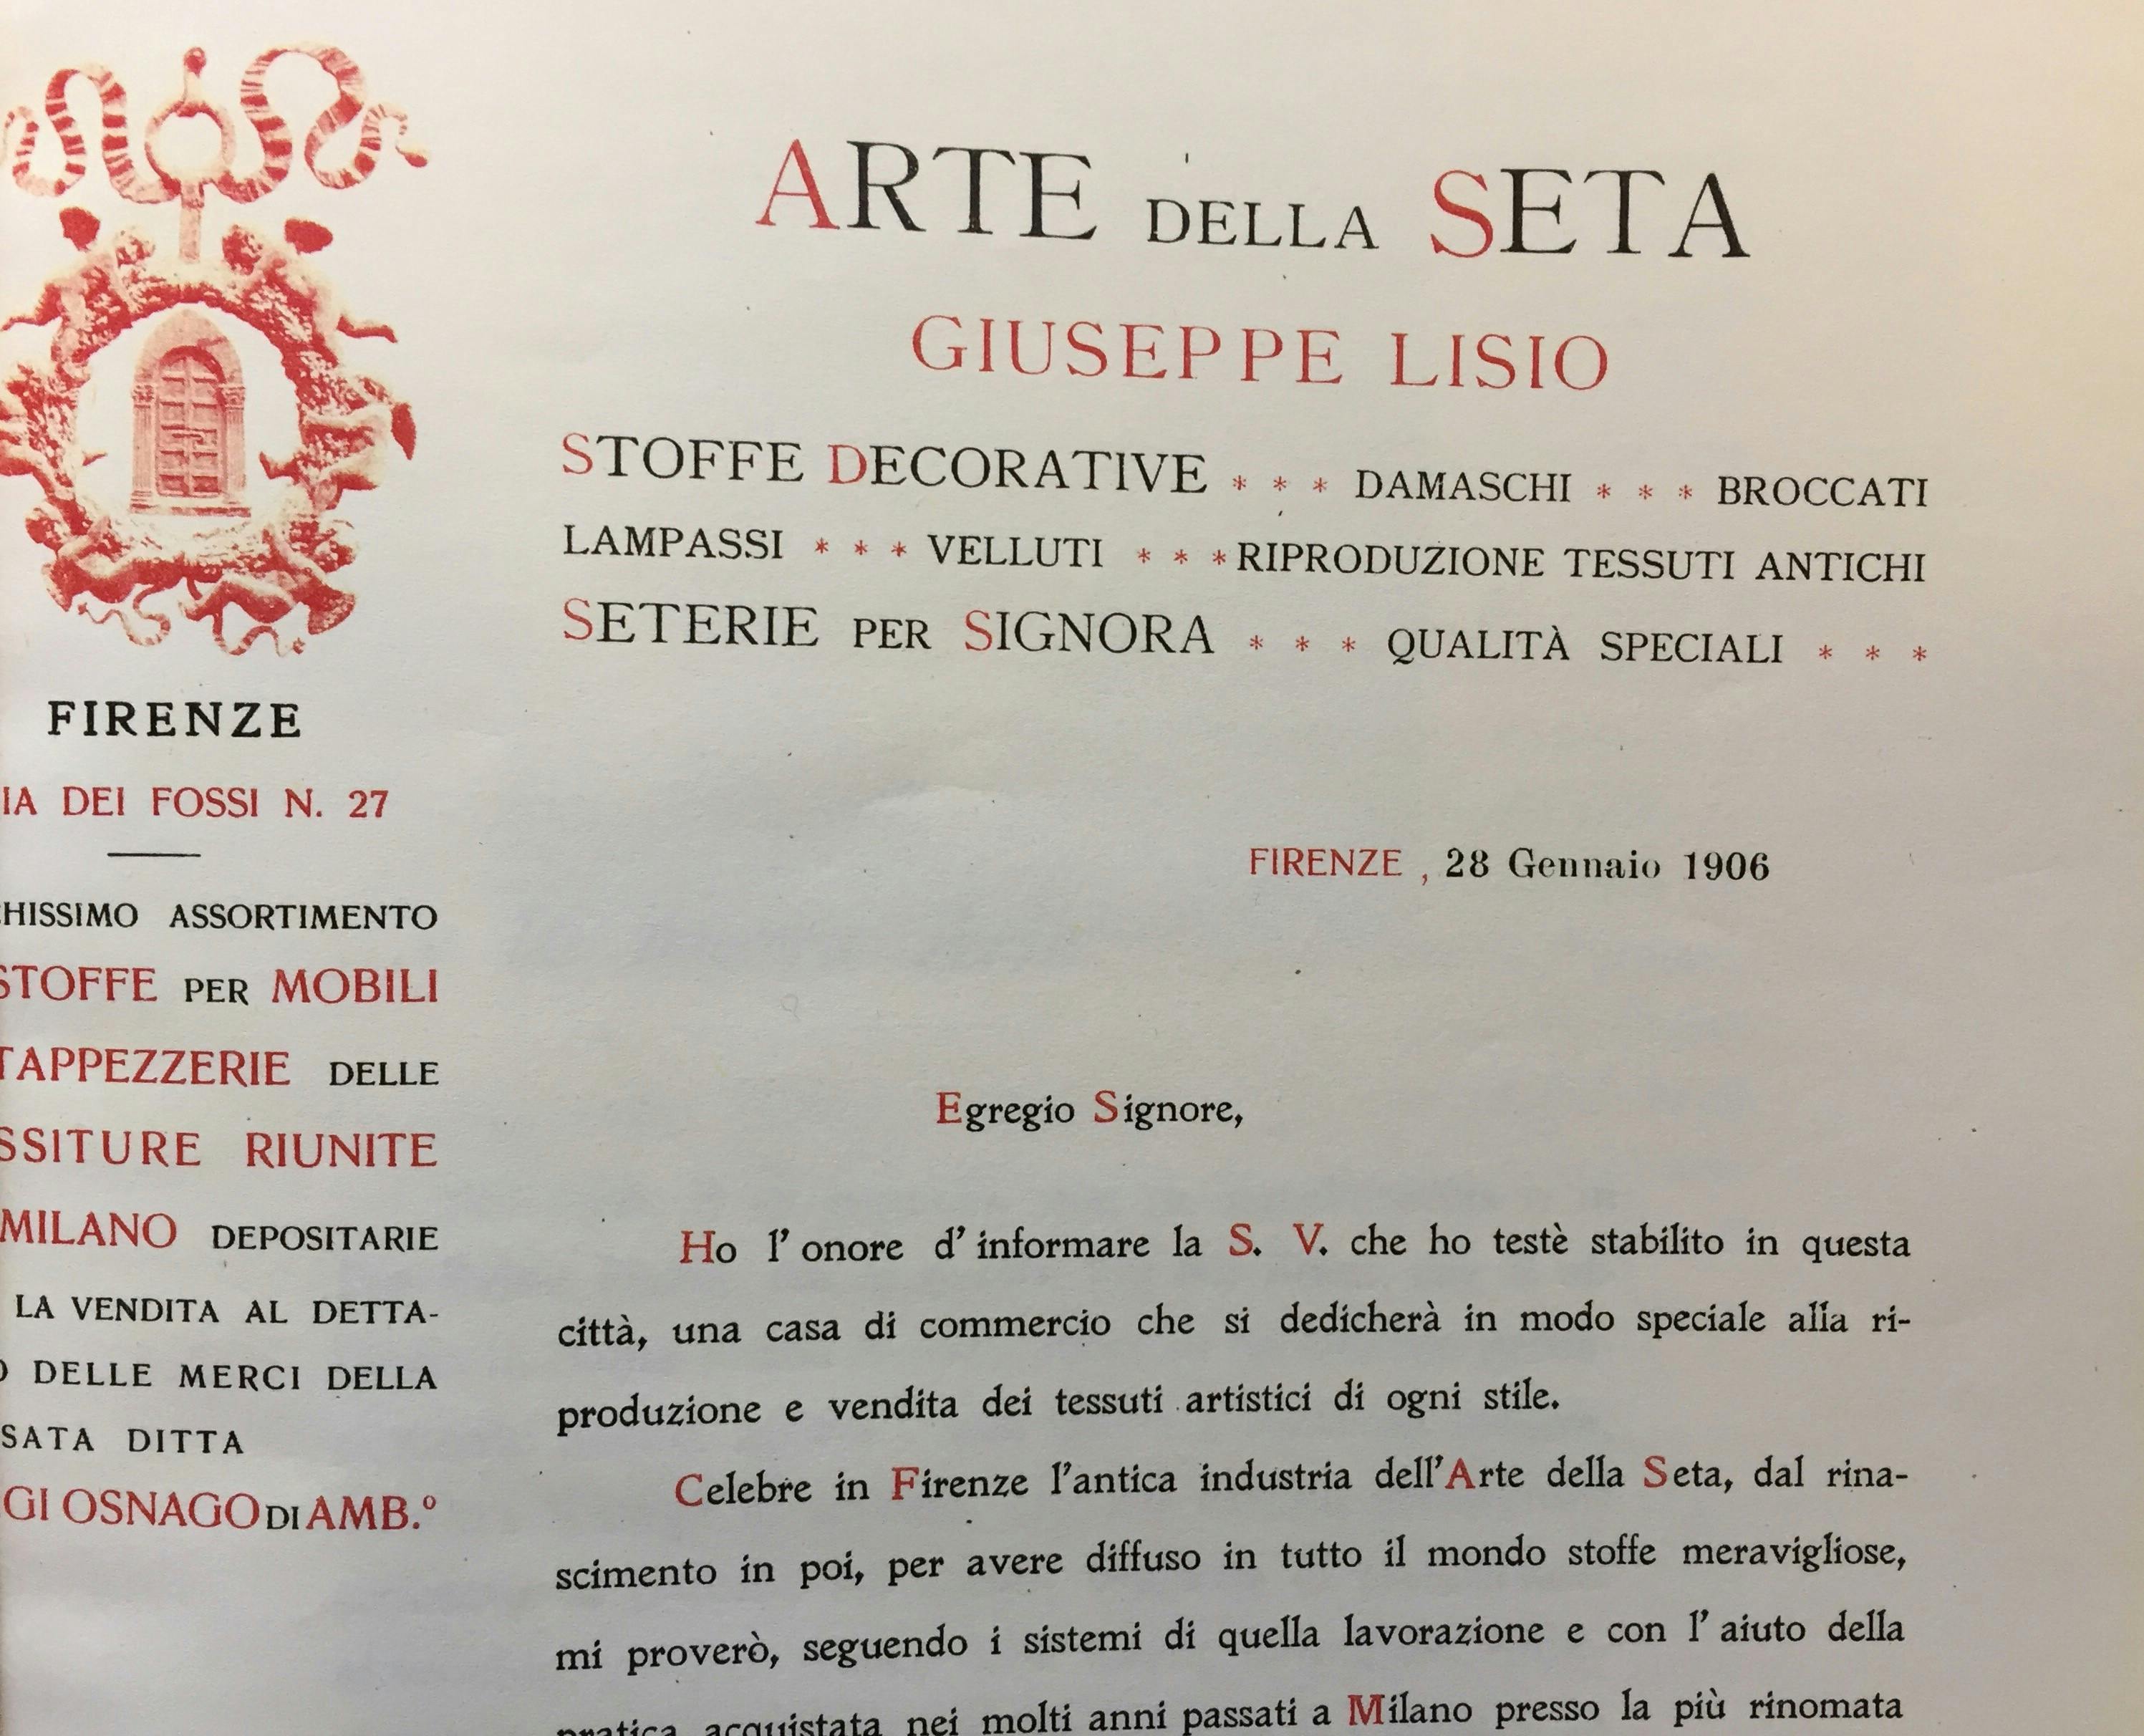 ARTE DELLA SETA
GIUSEPPE LISIO
STOFFE DECORATIVE * * * DAMASCHI * * * BROCCATI
LAMPASSI * * * VELLUTI * * * RIPRODUZIONE TESSUTI ANTICHI
SETERIE PER SIGNORA * * * QUALITÀ SPECIALI * * *
FIRENZE
IA DEI FOSSI N. 27
HISSIMO ASSORTIMENTO
STOFFE PER MOBILI
TAPPEZZERIE DELLE
SSITURE RIUNITE
MILANO DEPOSITARIE
LA VENDITA AL DETTA-
O DELLE MERCI DELLA
SATA DITTA
GI OSNAGO DI AMB.º
FIRENZE, 28 Gennaio 1906
Egregio Signore,
Ho l'onore d'informare la S. V. che ho testè stabilito in questa
città, una casa di commercio che si dedicherà in modo speciale alla ri-
produzione e vendita dei tessuti artistici di ogni stile.
Celebre in Firenze l'antica industria dell'Arte della Seta, dal rina-
scimento in poi, per avere diffuso in tutto il mondo stoffe meravigliose,
mi proverò, seguendo i sistemi di quella lavorazione e con l'aiuto della
pratica acquistata nei molti anni passati a Milano presso la più rinomata